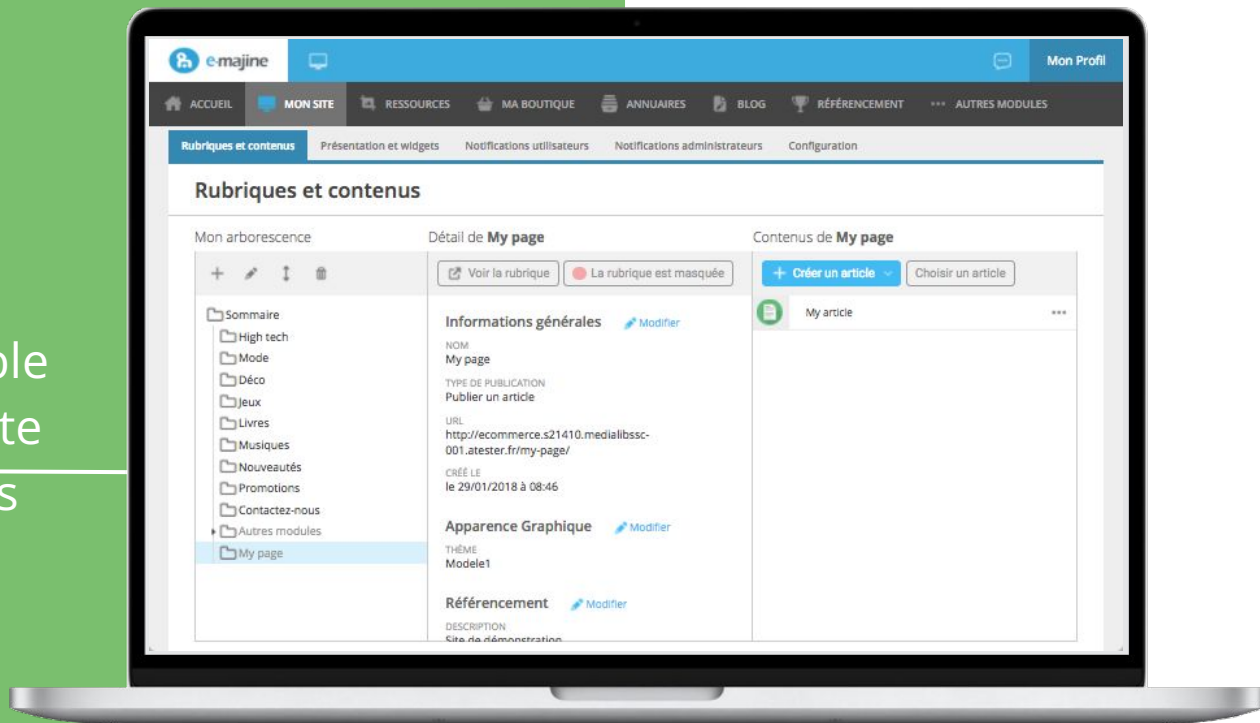 e-majine
Mon Profil
ACCUEIL MON SITE RESSOURCES MA BOUTIQUE ANNUAIRES BLOG RÉFÉRENCEMENT AUTRES MODULES
Rubriques et contenus Présentation et widgets Notifications utilisateurs Notifications administrateurs Configuration
Rubriques et contenus
Mon arborescence
Sommaire
High tech
Mode
Déco
Jeux
Livres
Musiques
Nouveautés
Promotions
Contactez-nous
Autres modules
My page
Détail de My page
Voir la rubrique La rubrique est masquée
Informations générales Modifier
NOM
My page
TYPE DE PUBLICATION
Publier un article
URL
http://ecommerce.s21410.medialibssc-
001.atester.fr/my-page/
CRÉÉ LE
le 29/01/2018 à 08:46
Apparence Graphique Modifier
THÈME
Modele1
Référencement Modifier
DESCRIPTION
Site de démonstration
Contenus de My page
Créer un article Choisir un article
My article